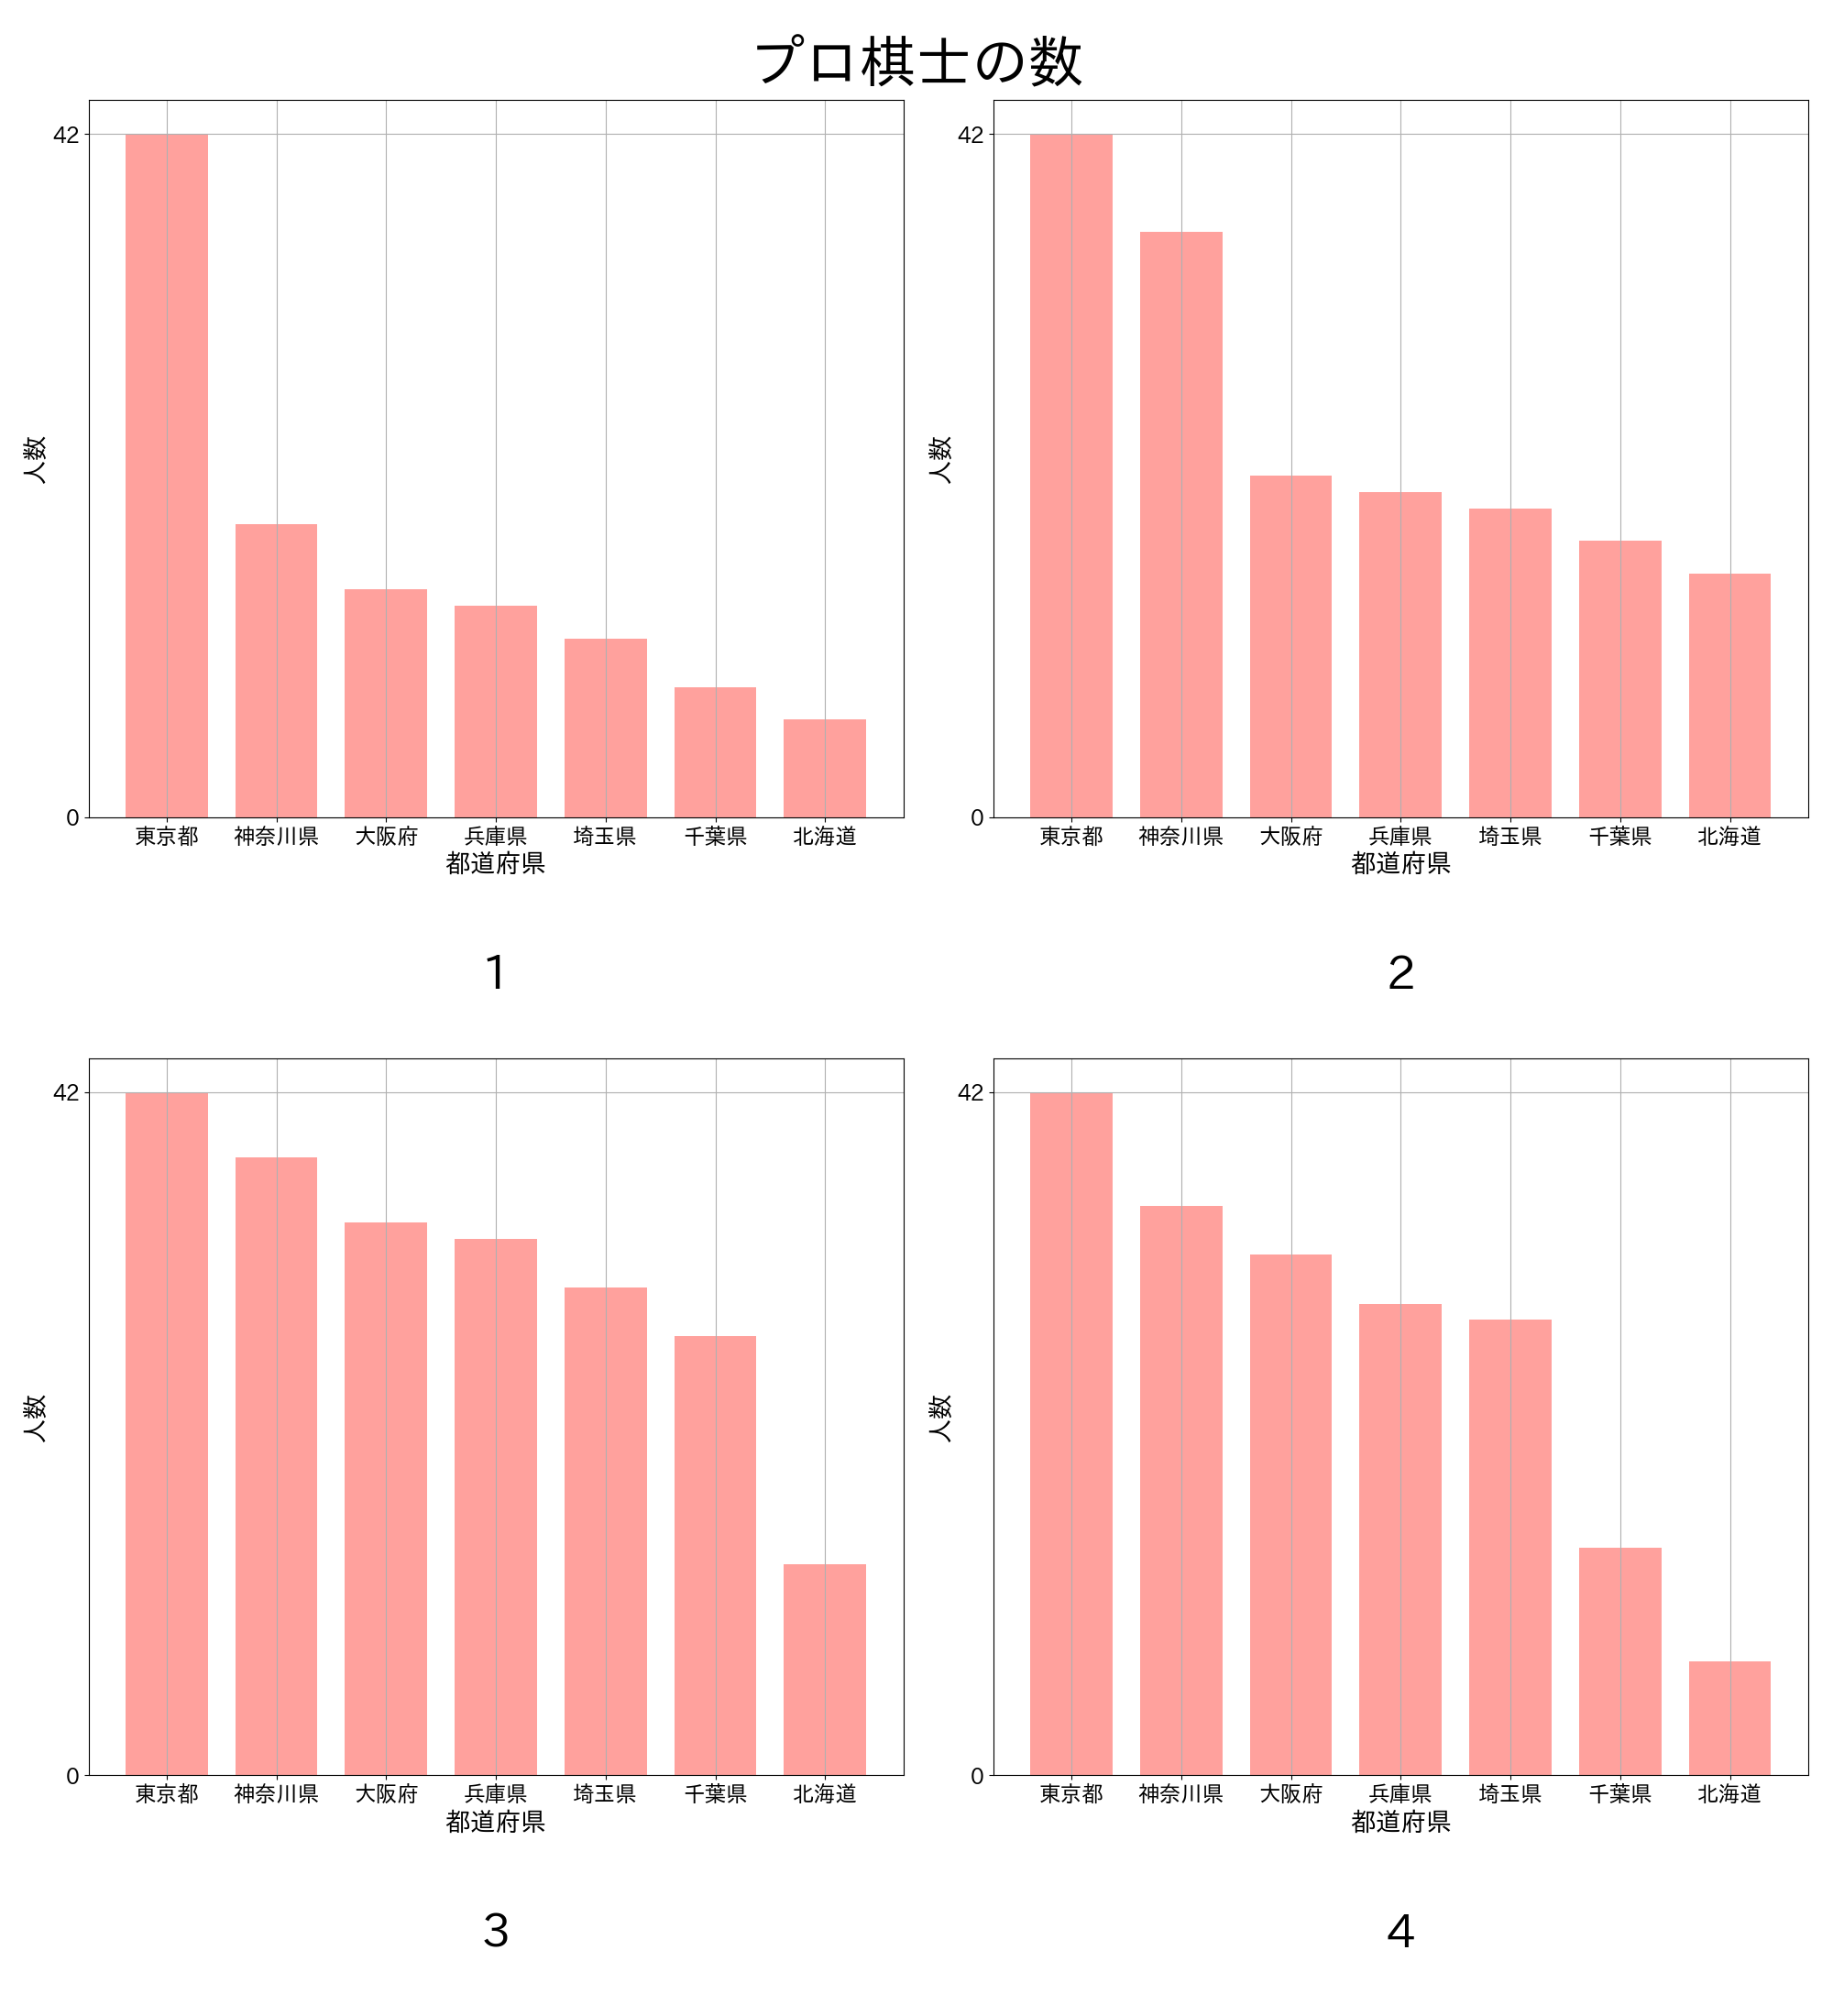 プロ棋士の数
42
0
人数
東京都 神奈川県 大阪府 兵庫県 埼玉県 千葉県 北海道
都道府県
1
42
0
人数
東京都 神奈川県 大阪府 兵庫県 埼玉県 千葉県 北海道
都道府県
2
42
0
人数
東京都 神奈川県 大阪府 兵庫県 埼玉県 千葉県 北海道
都道府県
3
42
0
人数
東京都 神奈川県 大阪府 兵庫県 埼玉県 千葉県 北海道
都道府県
4